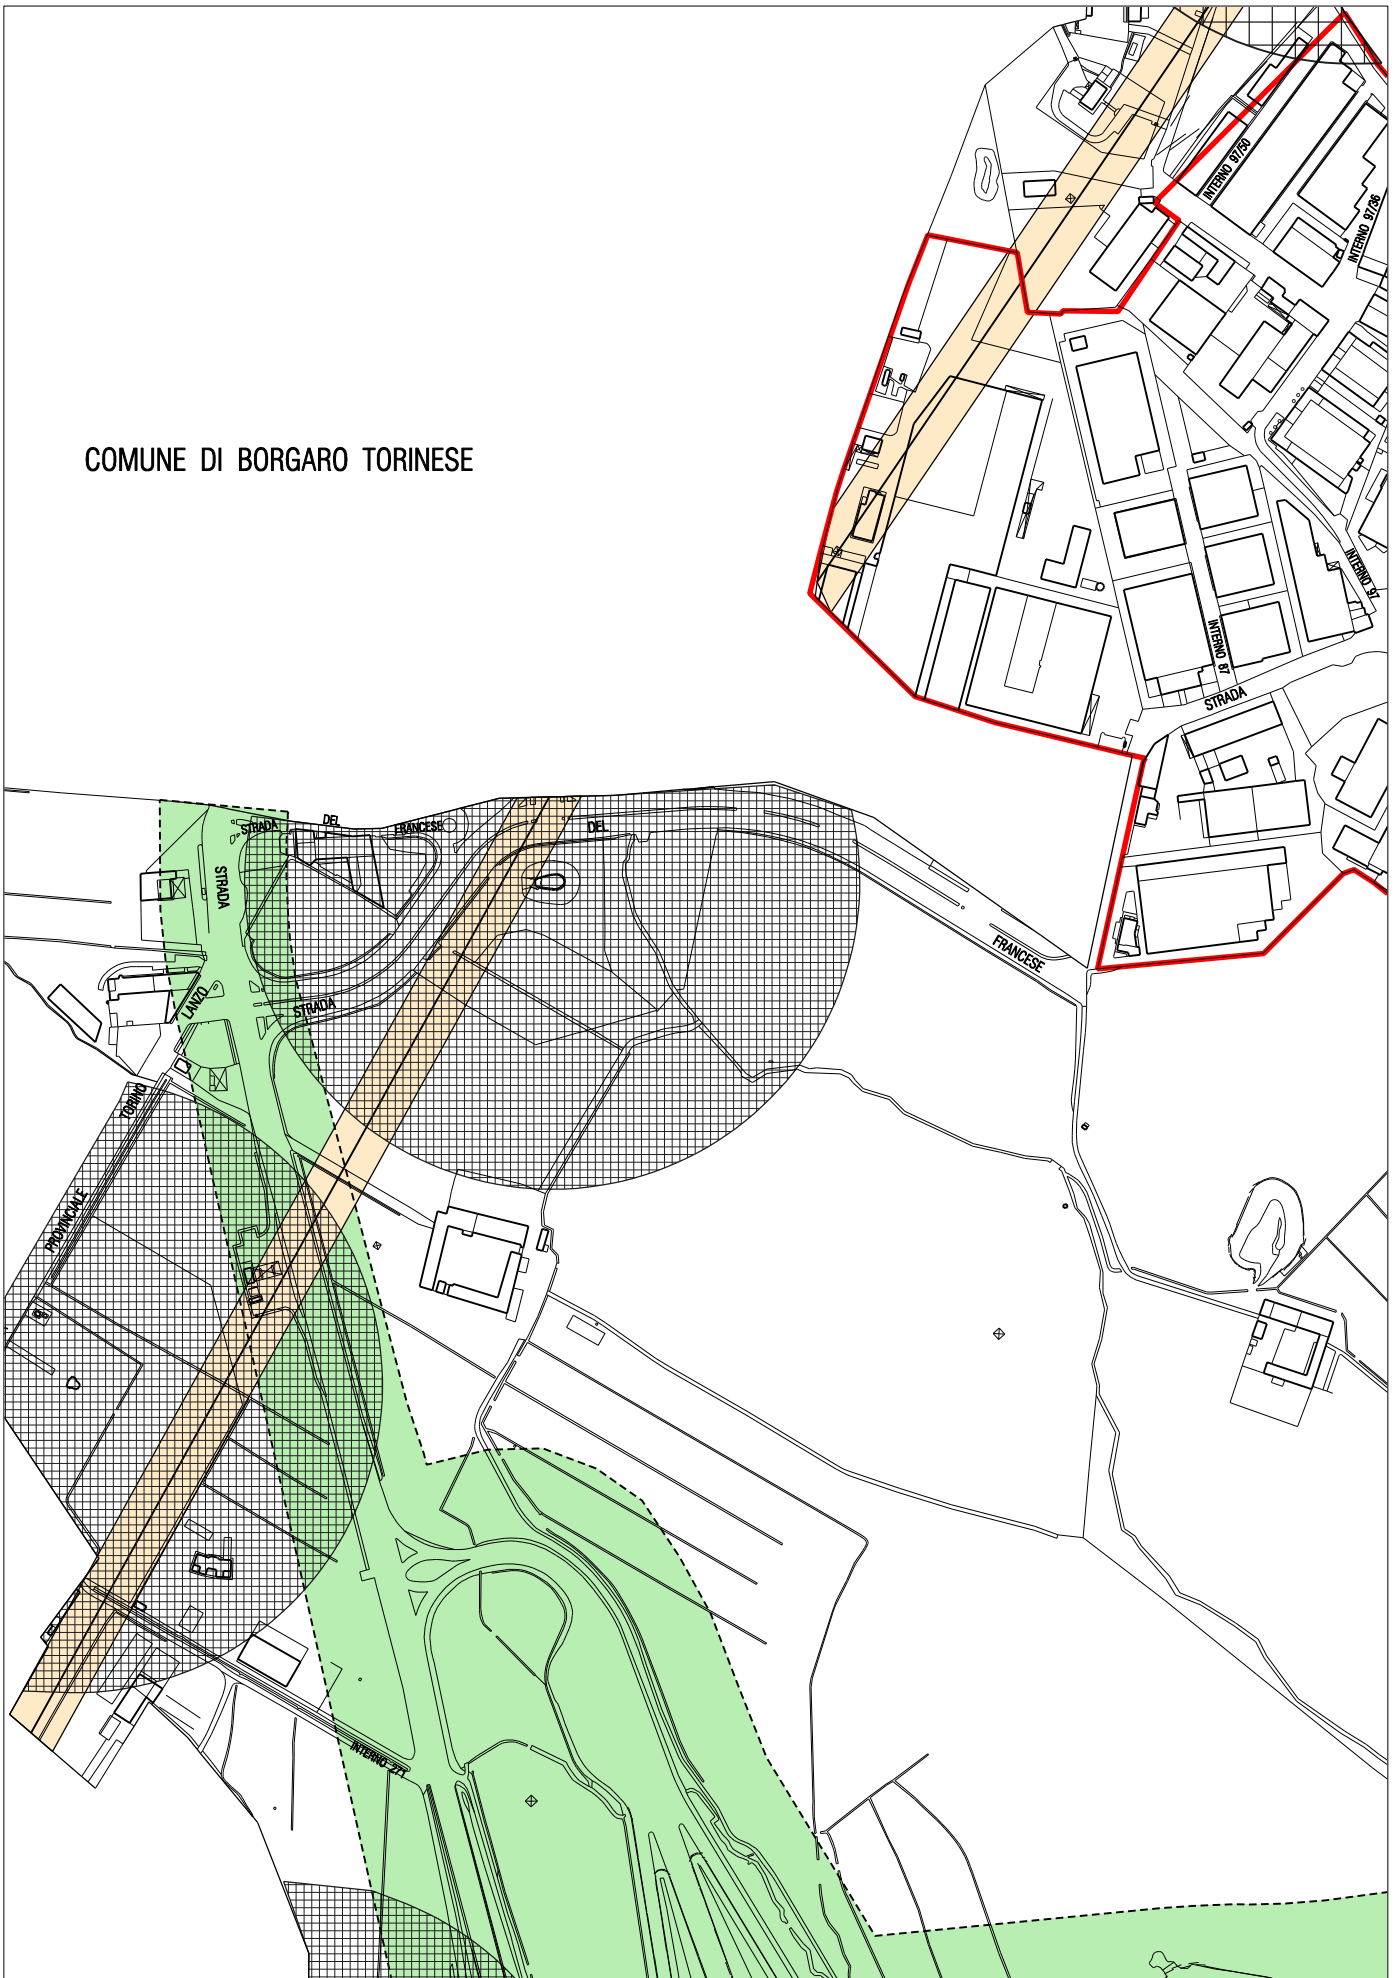 INTERNO 97/50
INTERNO 97/36
COMUNE DI BORGARO TORINESE
INTERNO 97
INTERNO 87
STRADA
STRADA DEL FRANCESE
DEL
STRADA
FRANCESE
LANZO
STRADA
TORINO
PROVINCIALE
INTERNO 271